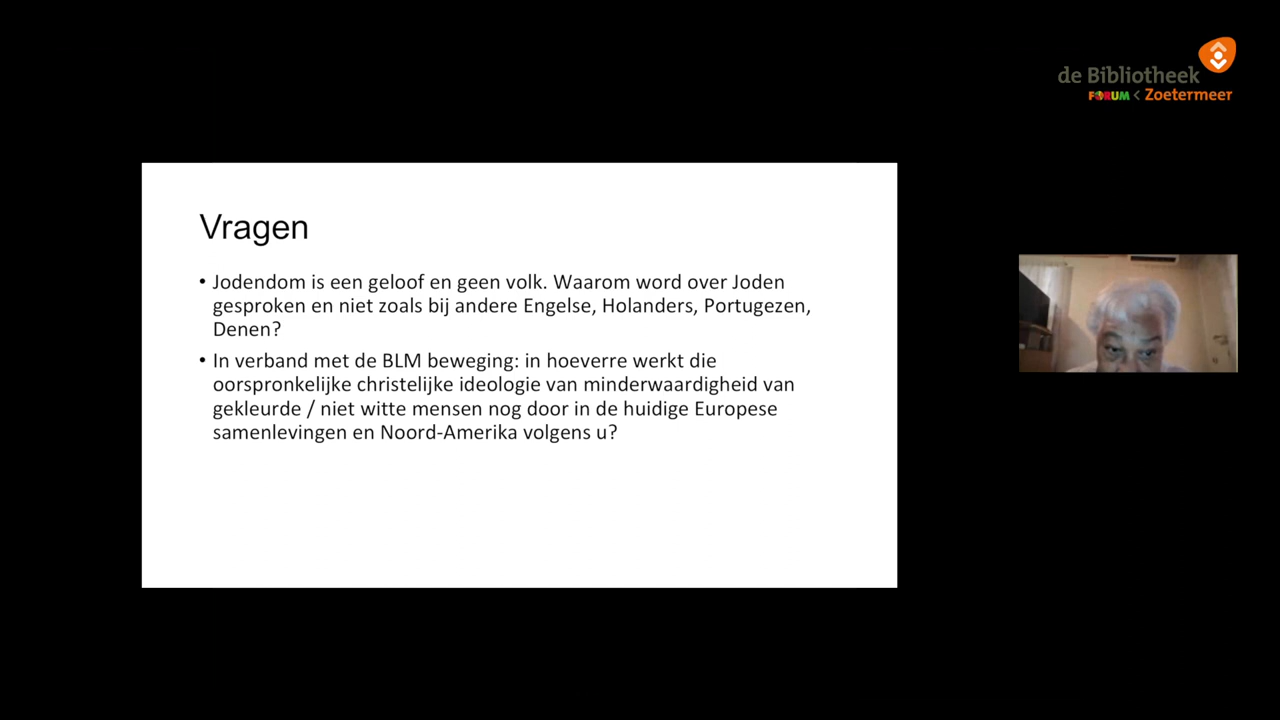 de Bibliotheek
FORUM < Zoetermeer
Vragen
• Jodendom is een geloof en geen volk. Waarom word over Joden
gesproken en niet zoals bij andere Engelse, Holanders, Portugezen,
Denen?
• In verband met de BLM beweging: in hoeverre werkt die
oorspronkelijke christelijke ideologie van minderwaardigheid van
gekleurde / niet witte mensen nog door in de huidige Europese
samenlevingen en Noord-Amerika volgens u?